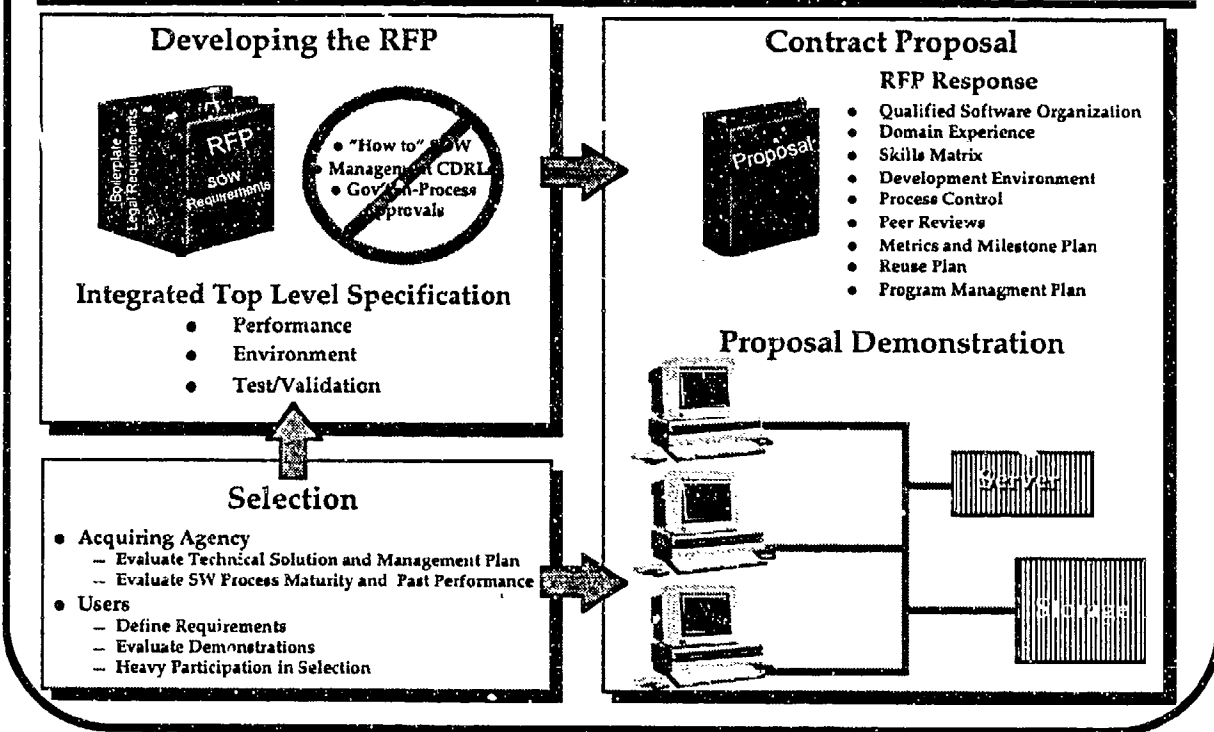 Developing the RFP
Boilerplate -
Legal Requirements
RFP
SOW
Requirements
● "How to" SOW
● Management CDRLs
● Gov't In-Process
Approvals
Integrated Top Level Specification
● Performance
● Environment
● Test/Validation
Selection
● Acquiring Agency
– Evaluate Technical Solution and Management Plan
– Evaluate SW Process Maturity and Past Performance
● Users
– Define Requirements
– Evaluate Demonstrations
– Heavy Participation in Selection
Contract Proposal
RFP Response
Proposal
● Qualified Software Organization
● Domain Experience
● Skills Matrix
● Development Environment
● Process Control
● Peer Reviews
● Metrics and Milestone Plan
● Reuse Plan
● Program Managment Plan
Proposal Demonstration
Server
Storage